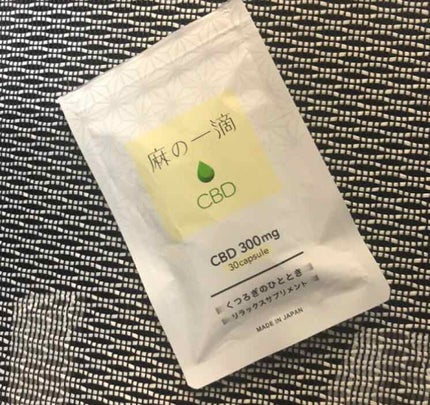 麻の一滴
CBD
CBD 300mg
30capsule
くつろぎのひととき
リラックスサプリメント
MADE IN JAPAN